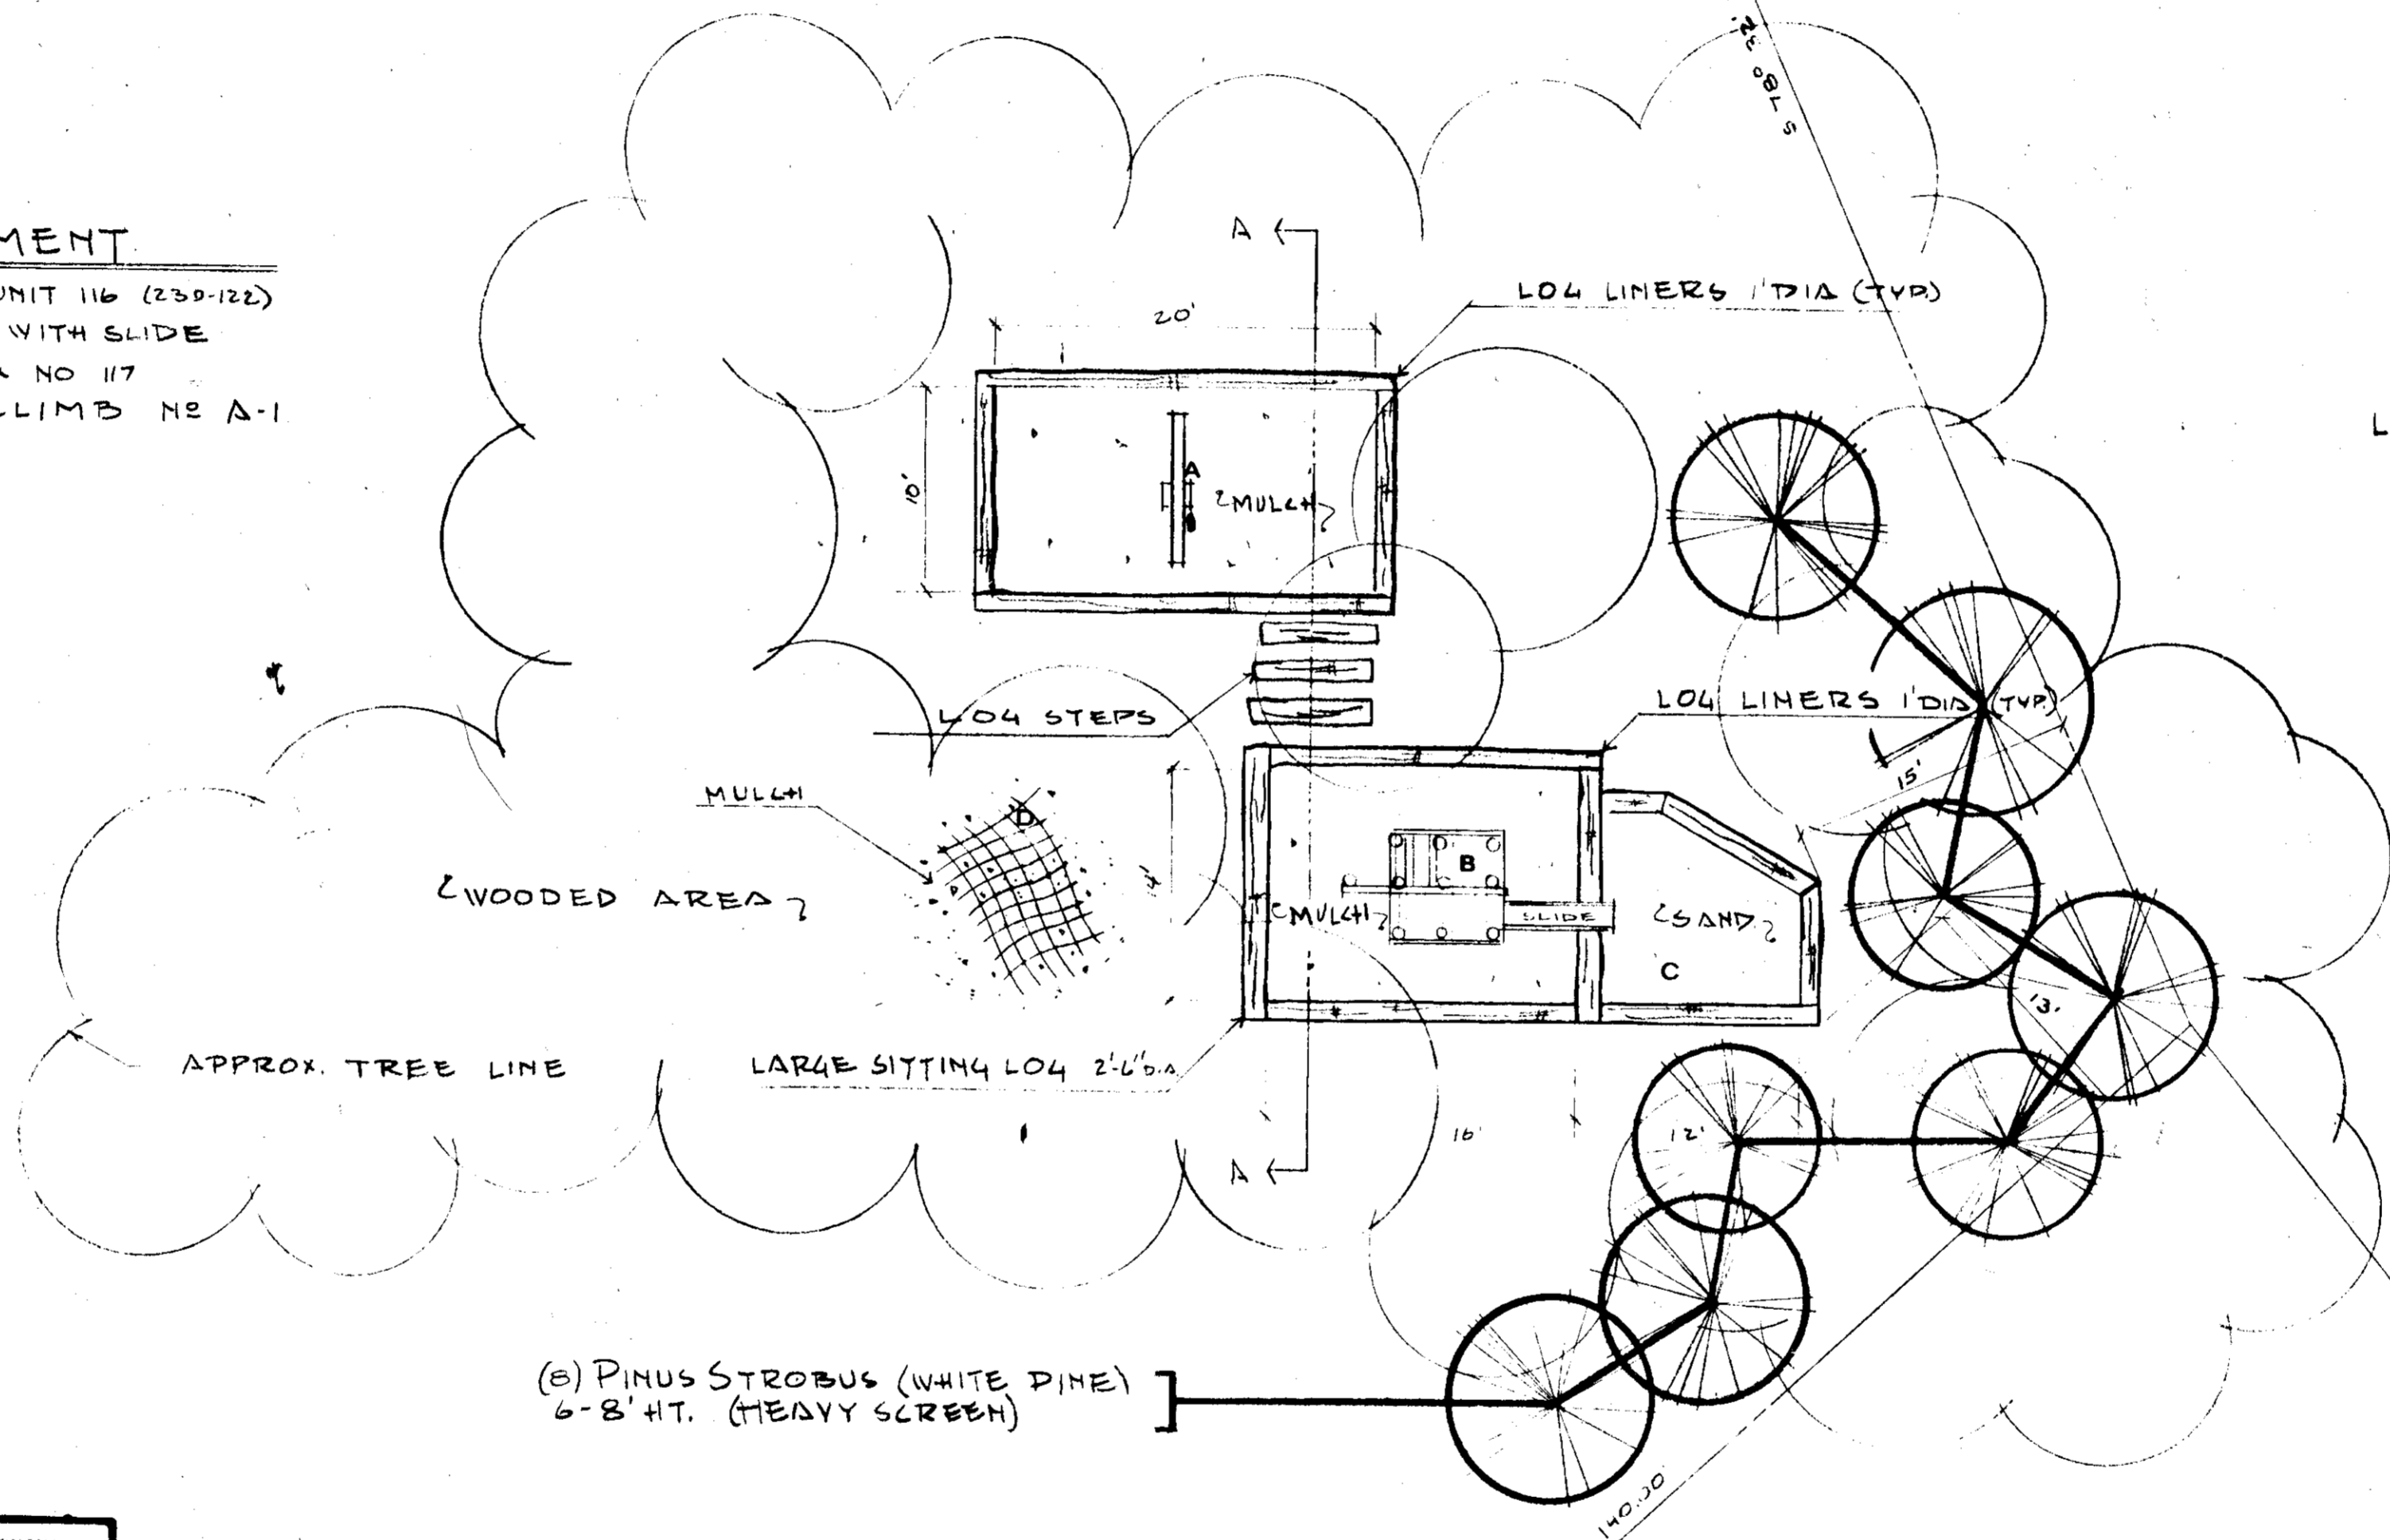 MENT
UNIT 116 (230-122)
WITH SLIDE
NO 117
CLIMB Nº A-1
S 78°
A
20'
LOG LINERS 1'DIA (TYP.)
10'
A
MULCH
LOG STEPS
LOG LINERS 1'DIA (TYP.)
15'
MULCH
D
B
WOODED AREA
MULCH
SLIDE
SAND
C
13'
APPROX. TREE LINE
LARGE SITTING LOG 2'-6" DIA
16'
12'
A
(8) PINUS STROBUS (WHITE PINE)
6-8' HT. (HEAVY SCREEN)
140.00'
L